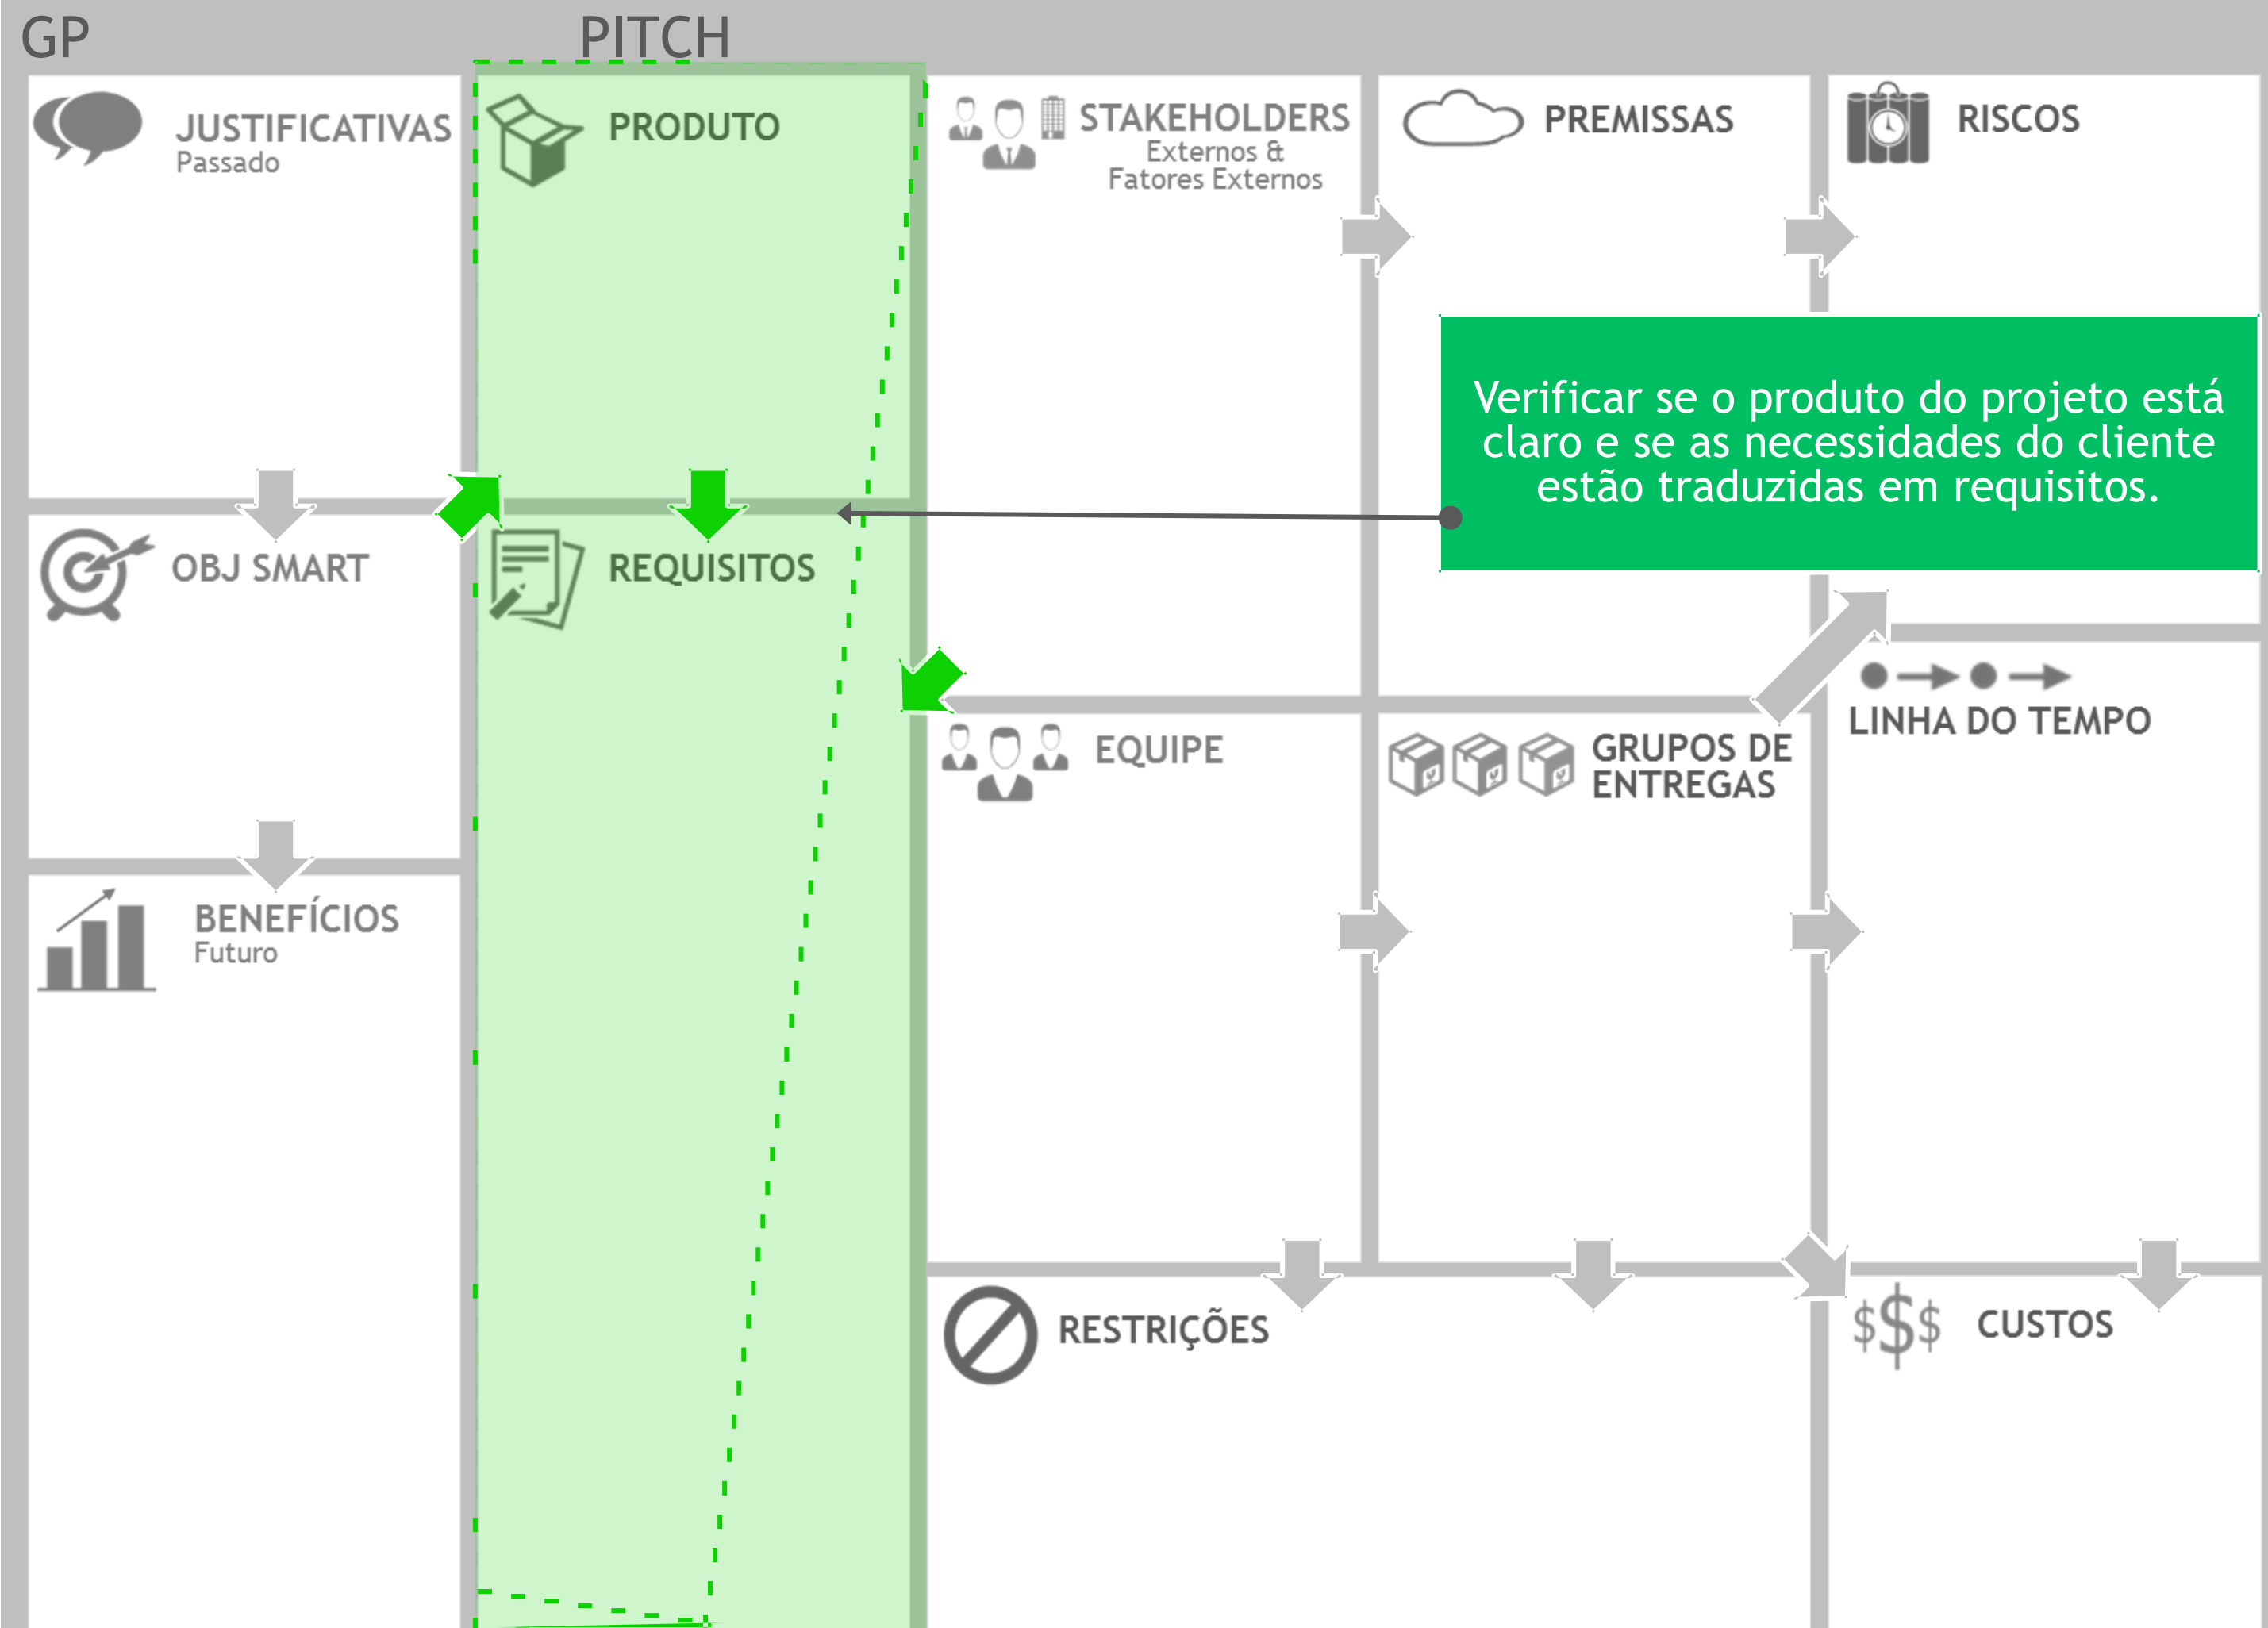 GP
PITCH
JUSTIFICATIVAS
Passado
PRODUTO
STAKEHOLDERS
Externos &
Fatores Externos
PREMISSAS
RISCOS
Verificar se o produto do projeto está
claro e se as necessidades do cliente
estão traduzidas em requisitos.
OBJ SMART
REQUISITOS
LINHA DO TEMPO
EQUIPE
GRUPOS DE
ENTREGAS
BENEFÍCIOS
Futuro
RESTRIÇÕES
$$$
CUSTOS